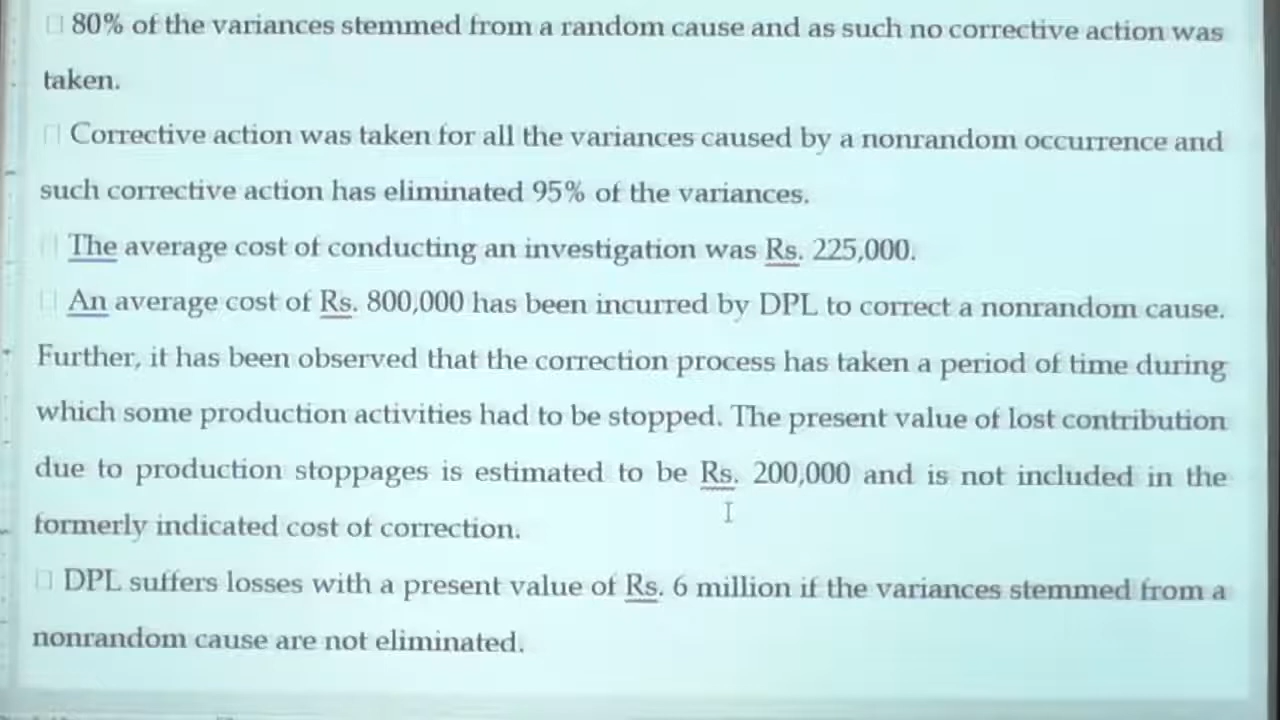 80% of the variances stemmed from a random cause and as such no corrective action was
taken.
Corrective action was taken for all the variances caused by a nonrandom occurrence and
such corrective action has eliminated 95% of the variances.
The average cost of conducting an investigation was Rs. 225,000.
An average cost of Rs. 800,000 has been incurred by DPL to correct a nonrandom cause.
Further, it has been observed that the correction process has taken a period of time during
which some production activities had to be stopped. The present value of lost contribution
due to production stoppages is estimated to be Rs. 200,000 and is not included in the
formerly indicated cost of correction.
DPL suffers losses with a present value of Rs. 6 million if the variances stemmed from a
nonrandom cause are not eliminated.